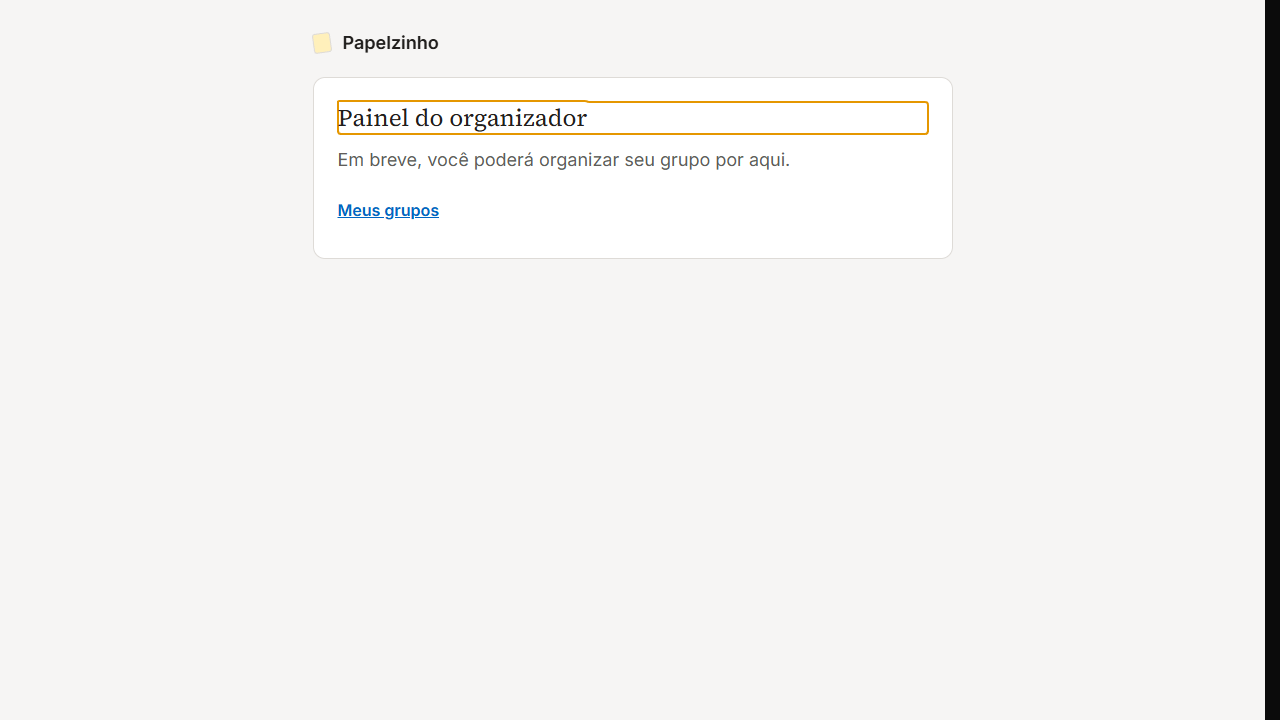 Papelzinho
Painel do organizador
Em breve, você poderá organizar seu grupo por aqui.
Meus grupos